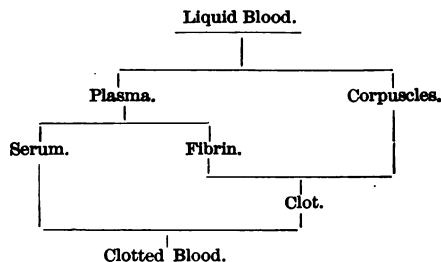 Liquid Blood.
Plasma. Corpuscles.
Serum. Fibrin.
Clot.
Clotted Blood.